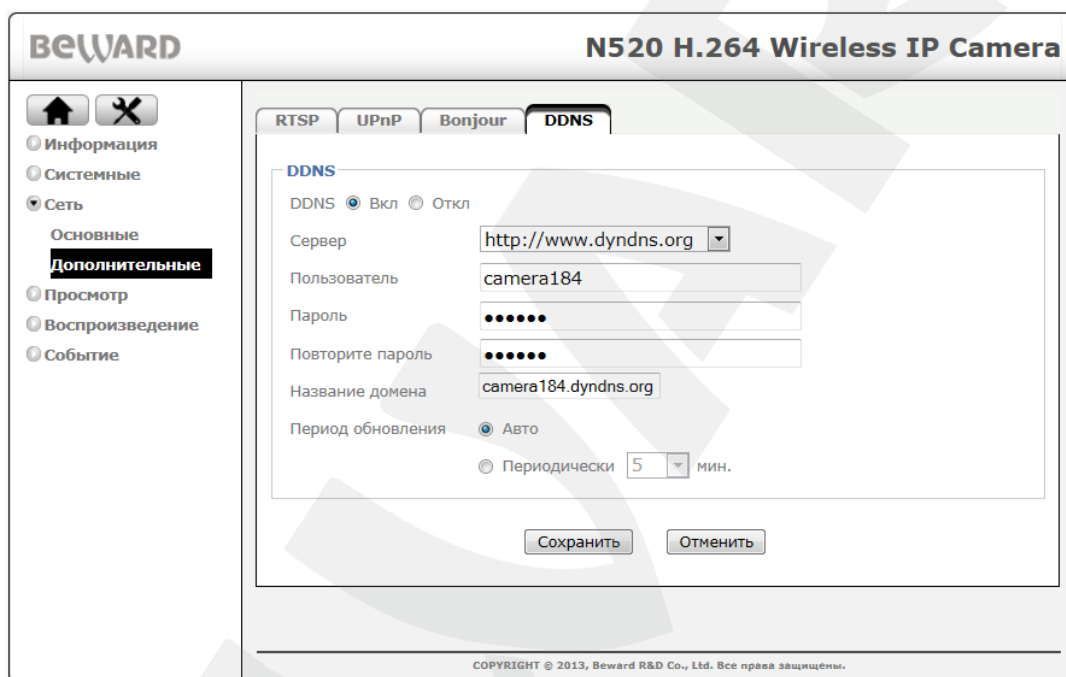 BEWARD
N520 H.264 Wireless IP Camera
Информация
Системные
Сеть
Основные
Дополнительные
Просмотр
Воспроизведение
Событие
RTSP UPnP Bonjour DDNS
DDNS
DDNS Вкл Откл
Сервер http://www.dyndns.org
Пользователь camera184
Пароль ••••••
Повторите пароль ••••••
Название домена camera184.dyndns.org
Период обновления Авто
Периодически 5 мин.
Сохранить Отменить
COPYRIGHT © 2013, Beward R&D Co., Ltd. Все права защищены.